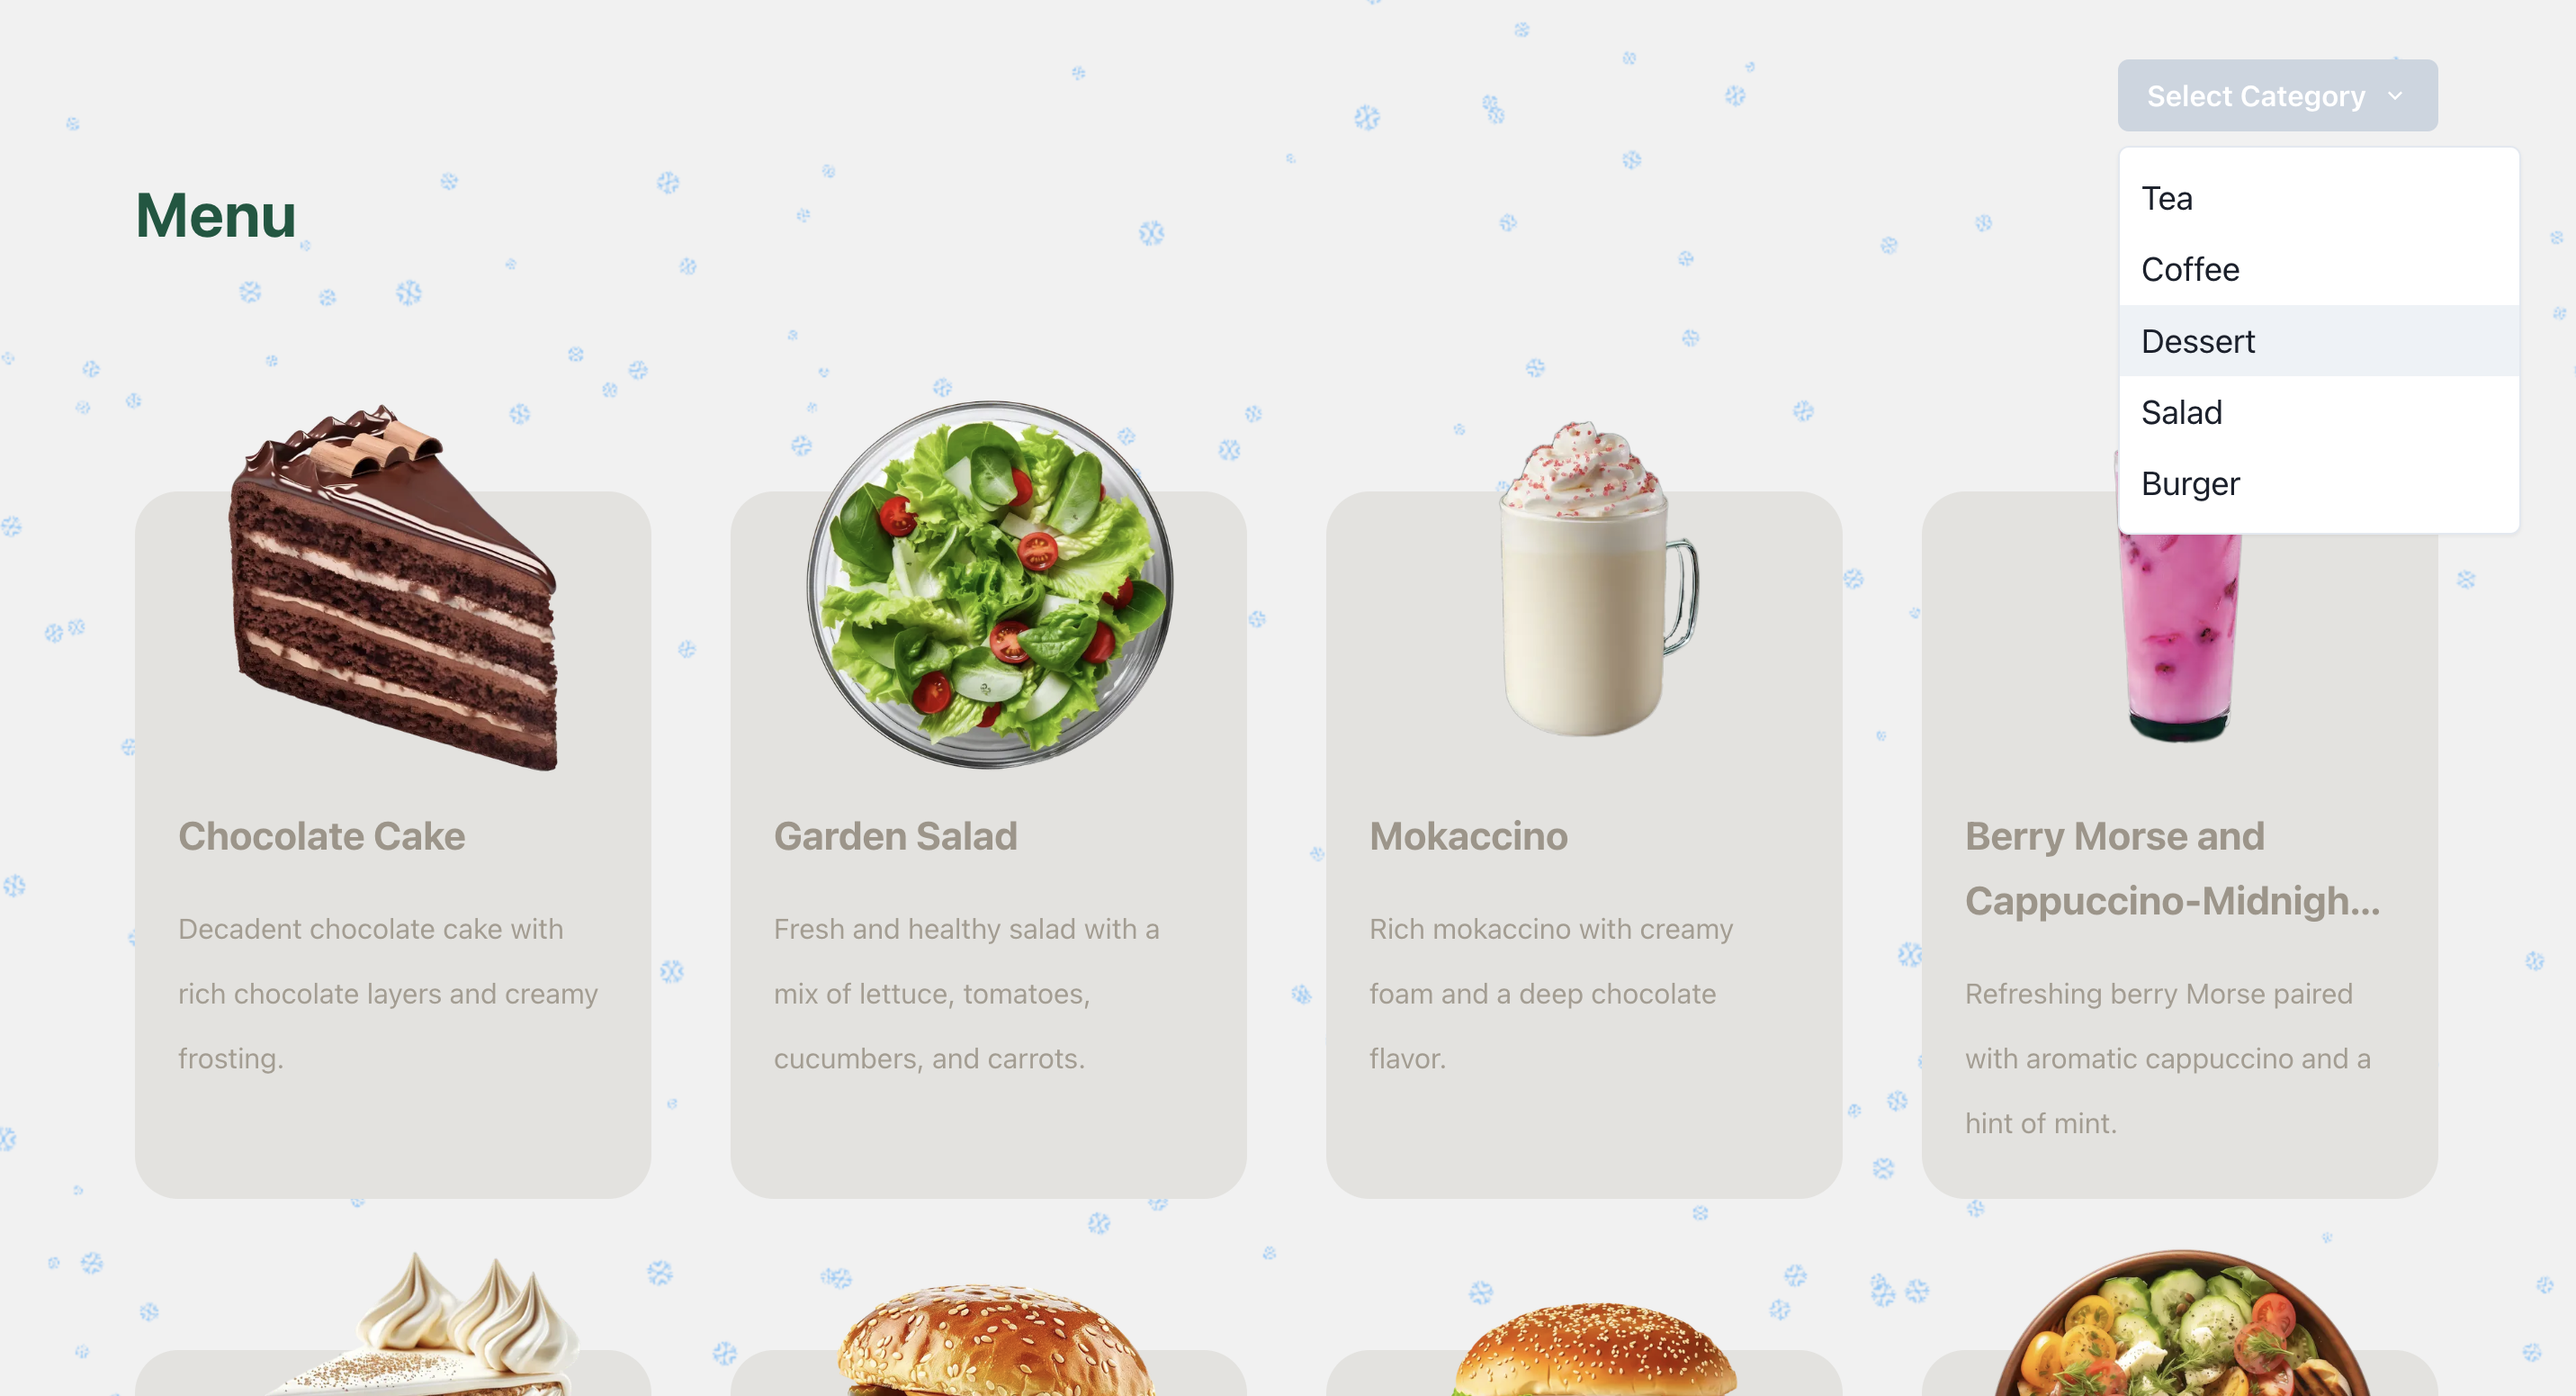 Select Category
Tea
Coffee
Dessert
Salad
Burger
Menu
Chocolate Cake
Decadent chocolate cake with
rich chocolate layers and creamy
frosting.
Garden Salad
Fresh and healthy salad with a
mix of lettuce, tomatoes,
cucumbers, and carrots.
Mokaccino
Rich mokaccino with creamy
foam and a deep chocolate
flavor.
Berry Morse and
Cappuccino-Midnigh...
Refreshing berry Morse paired
with aromatic cappuccino and a
hint of mint.